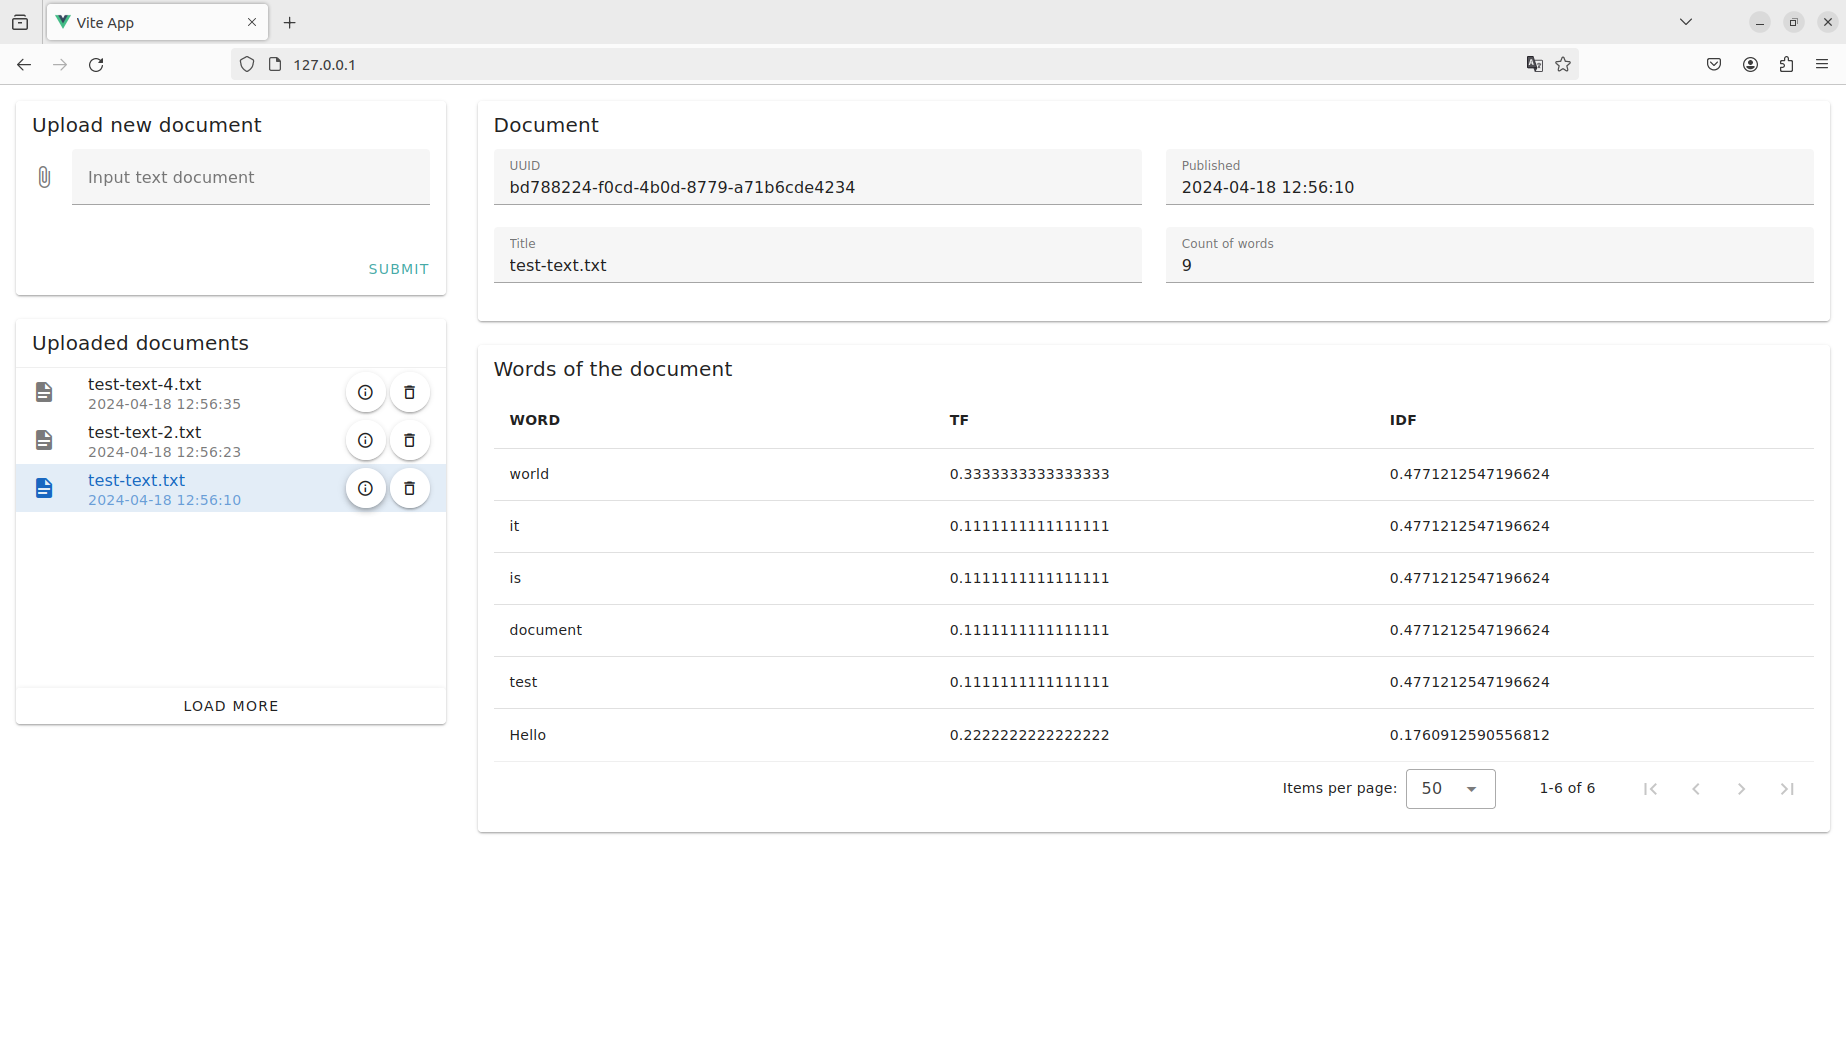 Vite App
127.0.0.1
Upload new document
Input text document
SUBMIT
Uploaded documents
test-text-4.txt
2024-04-18 12:56:35
test-text-2.txt
2024-04-18 12:56:23
test-text.txt
2024-04-18 12:56:10
LOAD MORE
Document
UUID
bd788224-f0cd-4b0d-8779-a71b6cde4234
Published
2024-04-18 12:56:10
Title
test-text.txt
Count of words
9
Words of the document
WORD TF IDF
world 0.3333333333333333 0.4771212547196624
it 0.1111111111111111 0.4771212547196624
is 0.1111111111111111 0.4771212547196624
document 0.1111111111111111 0.4771212547196624
test 0.1111111111111111 0.4771212547196624
Hello 0.2222222222222222 0.1760912590556812
Items per page: 50 1-6 of 6